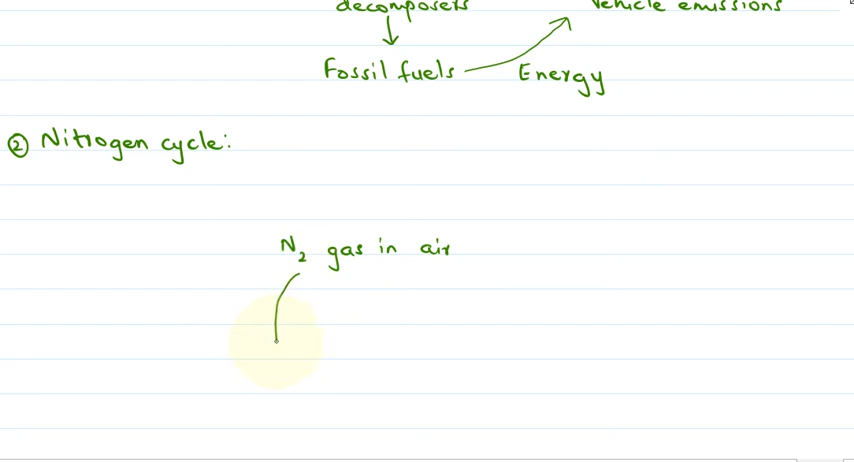 decomposers
vehicle emissions
Fossil fuels
Energy
② Nitrogen cycle:
N₂ gas in air